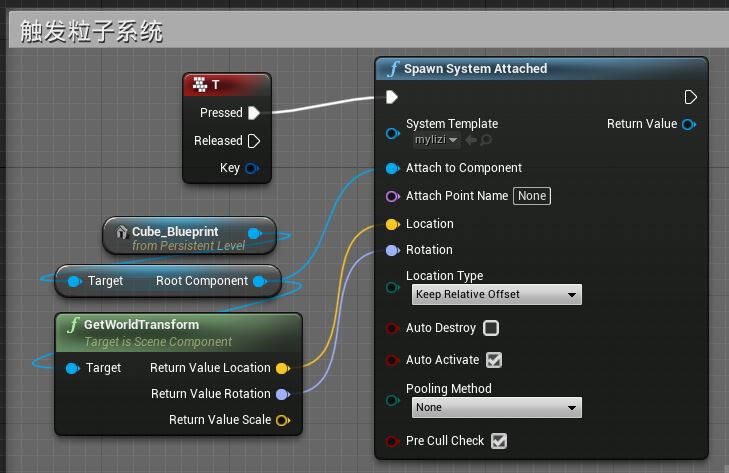 触发粒子系统
T
Pressed
Released
Key
Cube_Blueprint
from Persistent Level
Target Root Component
GetWorldTransform
Target is Scene Component
Target Return Value Location
Return Value Rotation
Return Value Scale
Spawn System Attached
System Template Return Value
mylizi
Attach to Component
Attach Point Name None
Location
Rotation
Location Type
Keep Relative Offset
Auto Destroy
Auto Activate
Pooling Method
None
Pre Cull Check